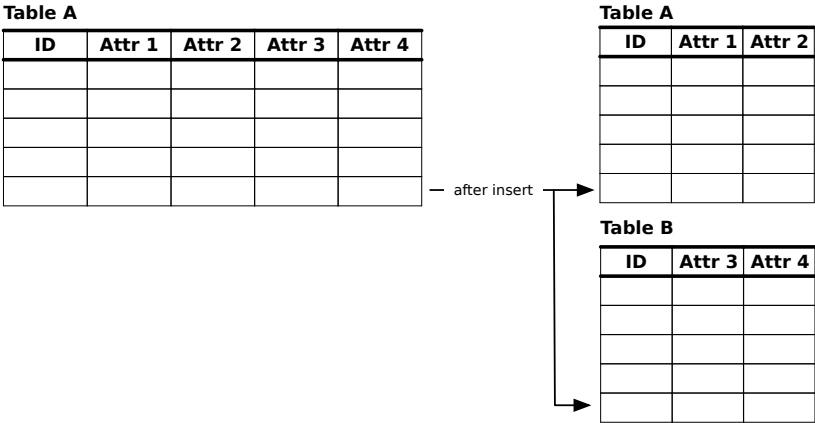 Table A
ID Attr 1 Attr 2 Attr 3 Attr 4
after insert
Table A
ID Attr 1 Attr 2
Table B
ID Attr 3 Attr 4